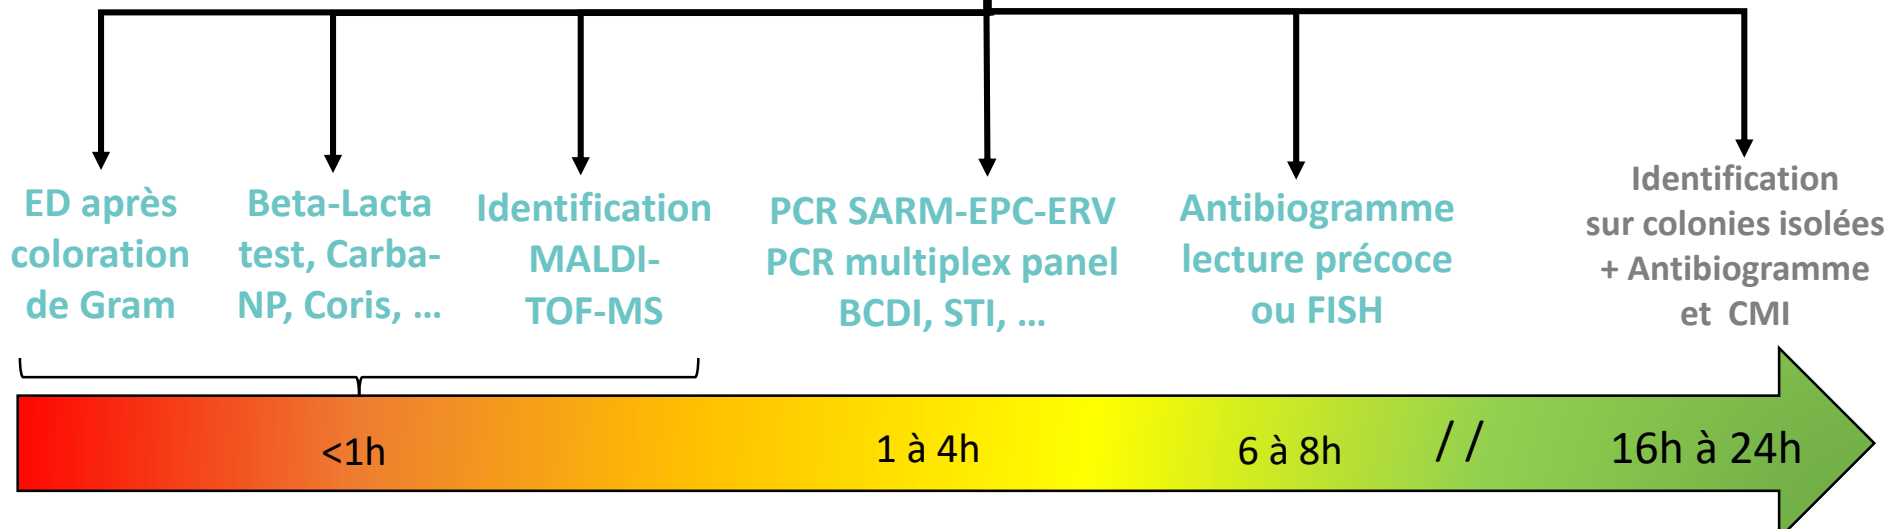 ED après
coloration
de Gram
Beta-Lacta
test, Carba-
NP, Coris, ...
Identification
MALDI-
TOF-MS
PCR SARM-EPC-ERV
PCR multiplex panel
BCDI, STI, ...
Antibiogramme
lecture précoce
ou FISH
Identification
sur colonies isolées
+ Antibiogramme
et CMI
<1h
1 à 4h
6 à 8h
//
16h à 24h